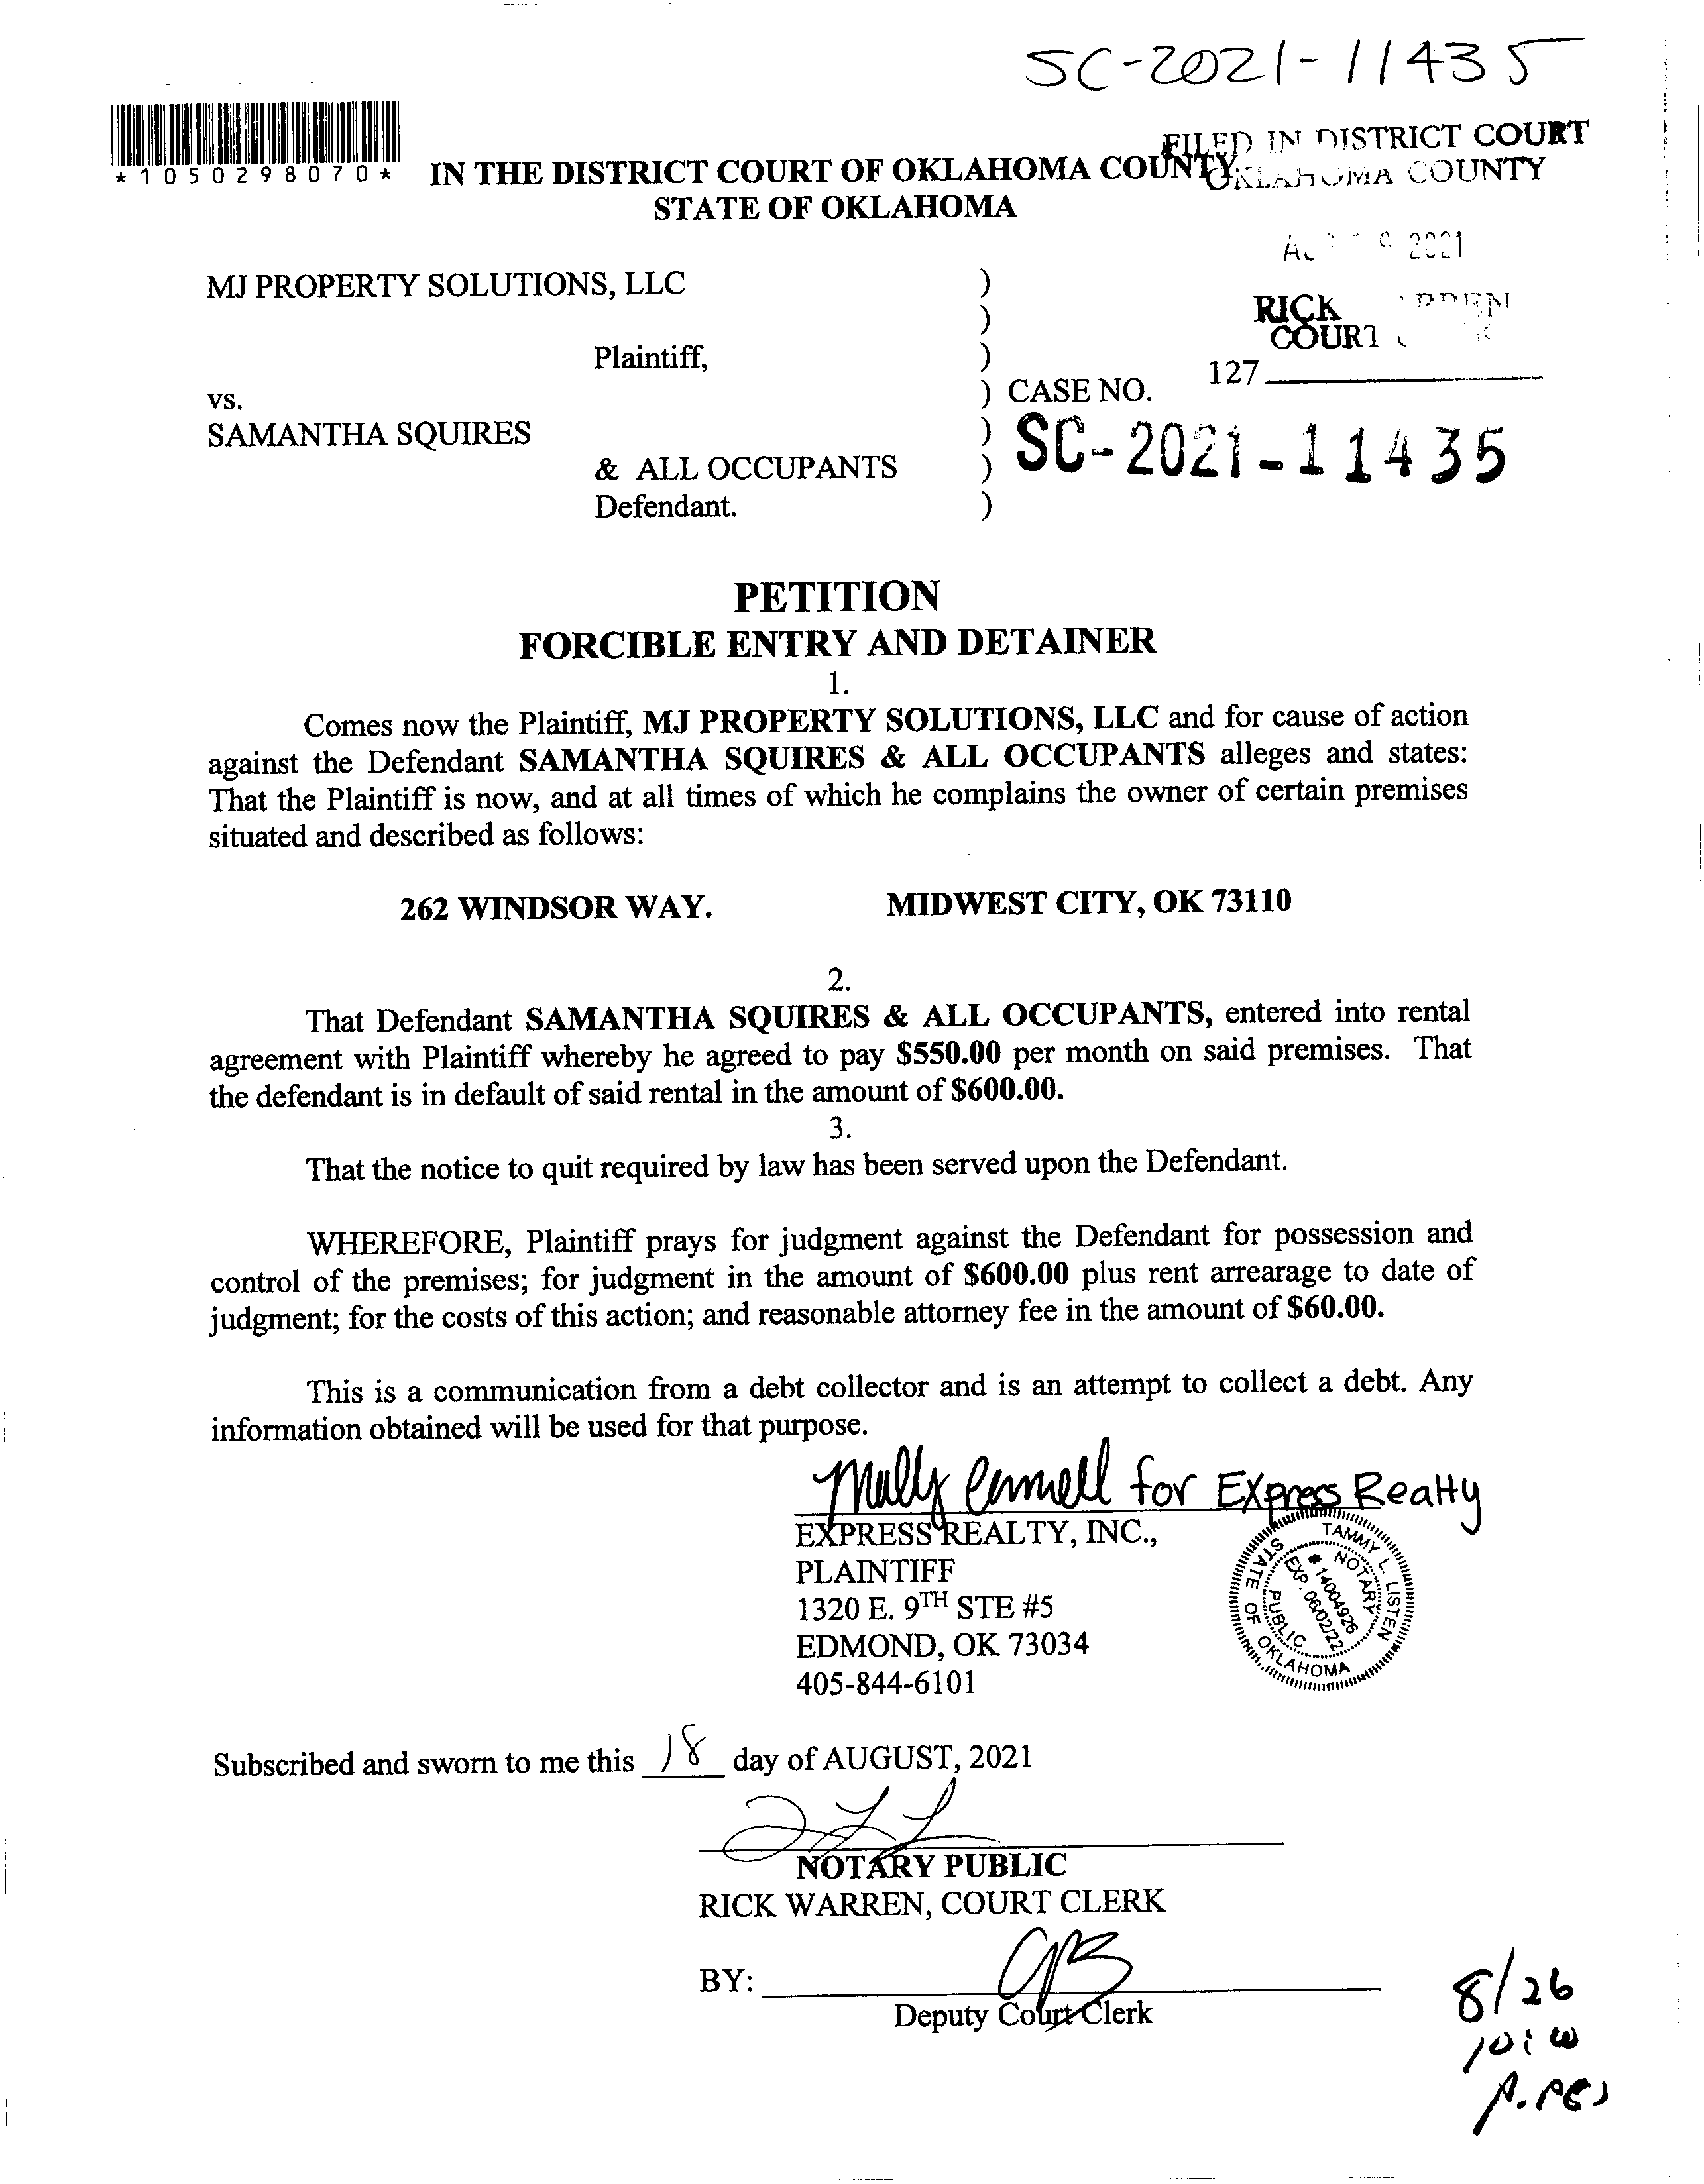 SC-2021-11435
*1050298070*
FILED IN DISTRICT COURT
OKLAHOMA COUNTY
IN THE DISTRICT COURT OF OKLAHOMA COUNTY
STATE OF OKLAHOMA
2021
MJ PROPERTY SOLUTIONS, LLC )
)
RICK
COURT
Plaintiff, )
127
vs. ) CASE NO.
SAMANTHA SQUIRES ) SC-2021-11435
& ALL OCCUPANTS )
Defendant. )
PETITION
FORCIBLE ENTRY AND DETAINER
1.
Comes now the Plaintiff, MJ PROPERTY SOLUTIONS, LLC and for cause of action
against the Defendant SAMANTHA SQUIRES & ALL OCCUPANTS alleges and states:
That the Plaintiff is now, and at all times of which he complains the owner of certain premises
situated and described as follows:
262 WINDSOR WAY. MIDWEST CITY, OK 73110
2.
That Defendant SAMANTHA SQUIRES & ALL OCCUPANTS, entered into rental
agreement with Plaintiff whereby he agreed to pay $550.00 per month on said premises. That
the defendant is in default of said rental in the amount of $600.00.
3.
That the notice to quit required by law has been served upon the Defendant.
WHEREFORE, Plaintiff prays for judgment against the Defendant for possession and
control of the premises; for judgment in the amount of $600.00 plus rent arrearage to date of
judgment; for the costs of this action; and reasonable attorney fee in the amount of $60.00.
This is a communication from a debt collector and is an attempt to collect a debt. Any
information obtained will be used for that purpose.
for Express Realty
EXPRESS REALTY, INC.,
PLAINTIFF
1320 E. 9TH STE #5
EDMOND, OK 73034
405-844-6101
TAMMY L. LISTEN
NOTARY
# 14004926
EXP. 06/02/22
PUBLIC
STATE OF OKLAHOMA
Subscribed and sworn to me this 18 day of AUGUST, 2021
NOTARY PUBLIC
RICK WARREN, COURT CLERK
BY:
Deputy Court Clerk
8/26